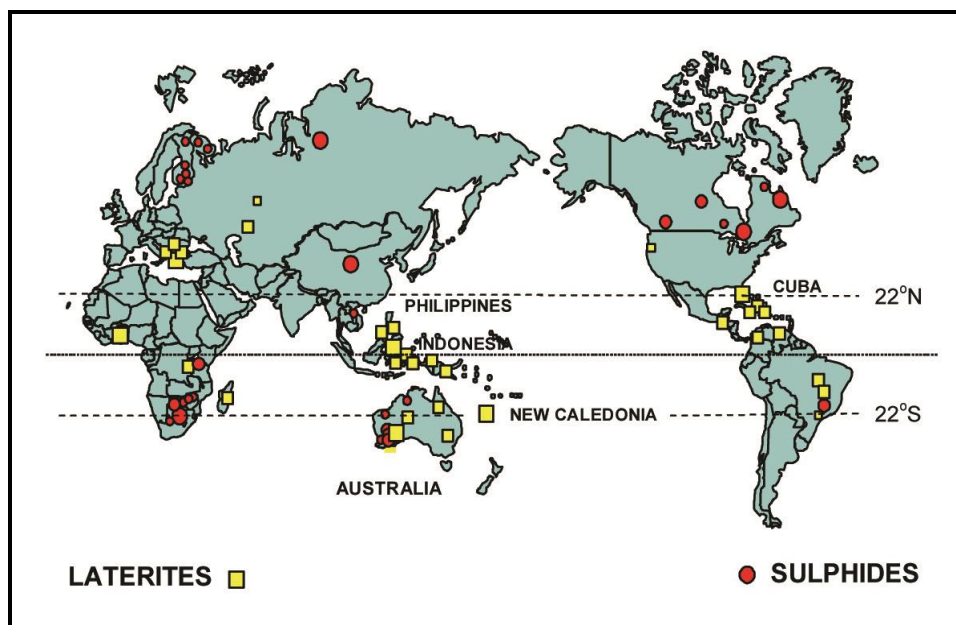 CUBA
22°N
PHILIPPINES
INDONESIA
NEW CALEDONIA
22°S
AUSTRALIA
LATERITES
SULPHIDES